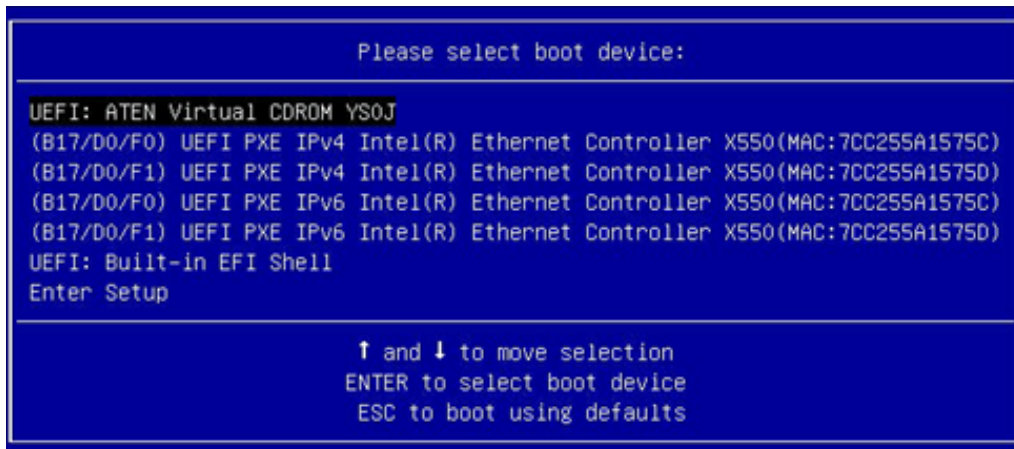 Please select boot device:
UEFI: ATEN Virtual CDROM YS0J
(B17/D0/F0) UEFI PXE IPv4 Intel(R) Ethernet Controller X550(MAC:7CC255A1575C)
(B17/D0/F1) UEFI PXE IPv4 Intel(R) Ethernet Controller X550(MAC:7CC255A1575D)
(B17/D0/F0) UEFI PXE IPv6 Intel(R) Ethernet Controller X550(MAC:7CC255A1575C)
(B17/D0/F1) UEFI PXE IPv6 Intel(R) Ethernet Controller X550(MAC:7CC255A1575D)
UEFI: Built-in EFI Shell
Enter Setup
↑ and ↓ to move selection
ENTER to select boot device
ESC to boot using defaults